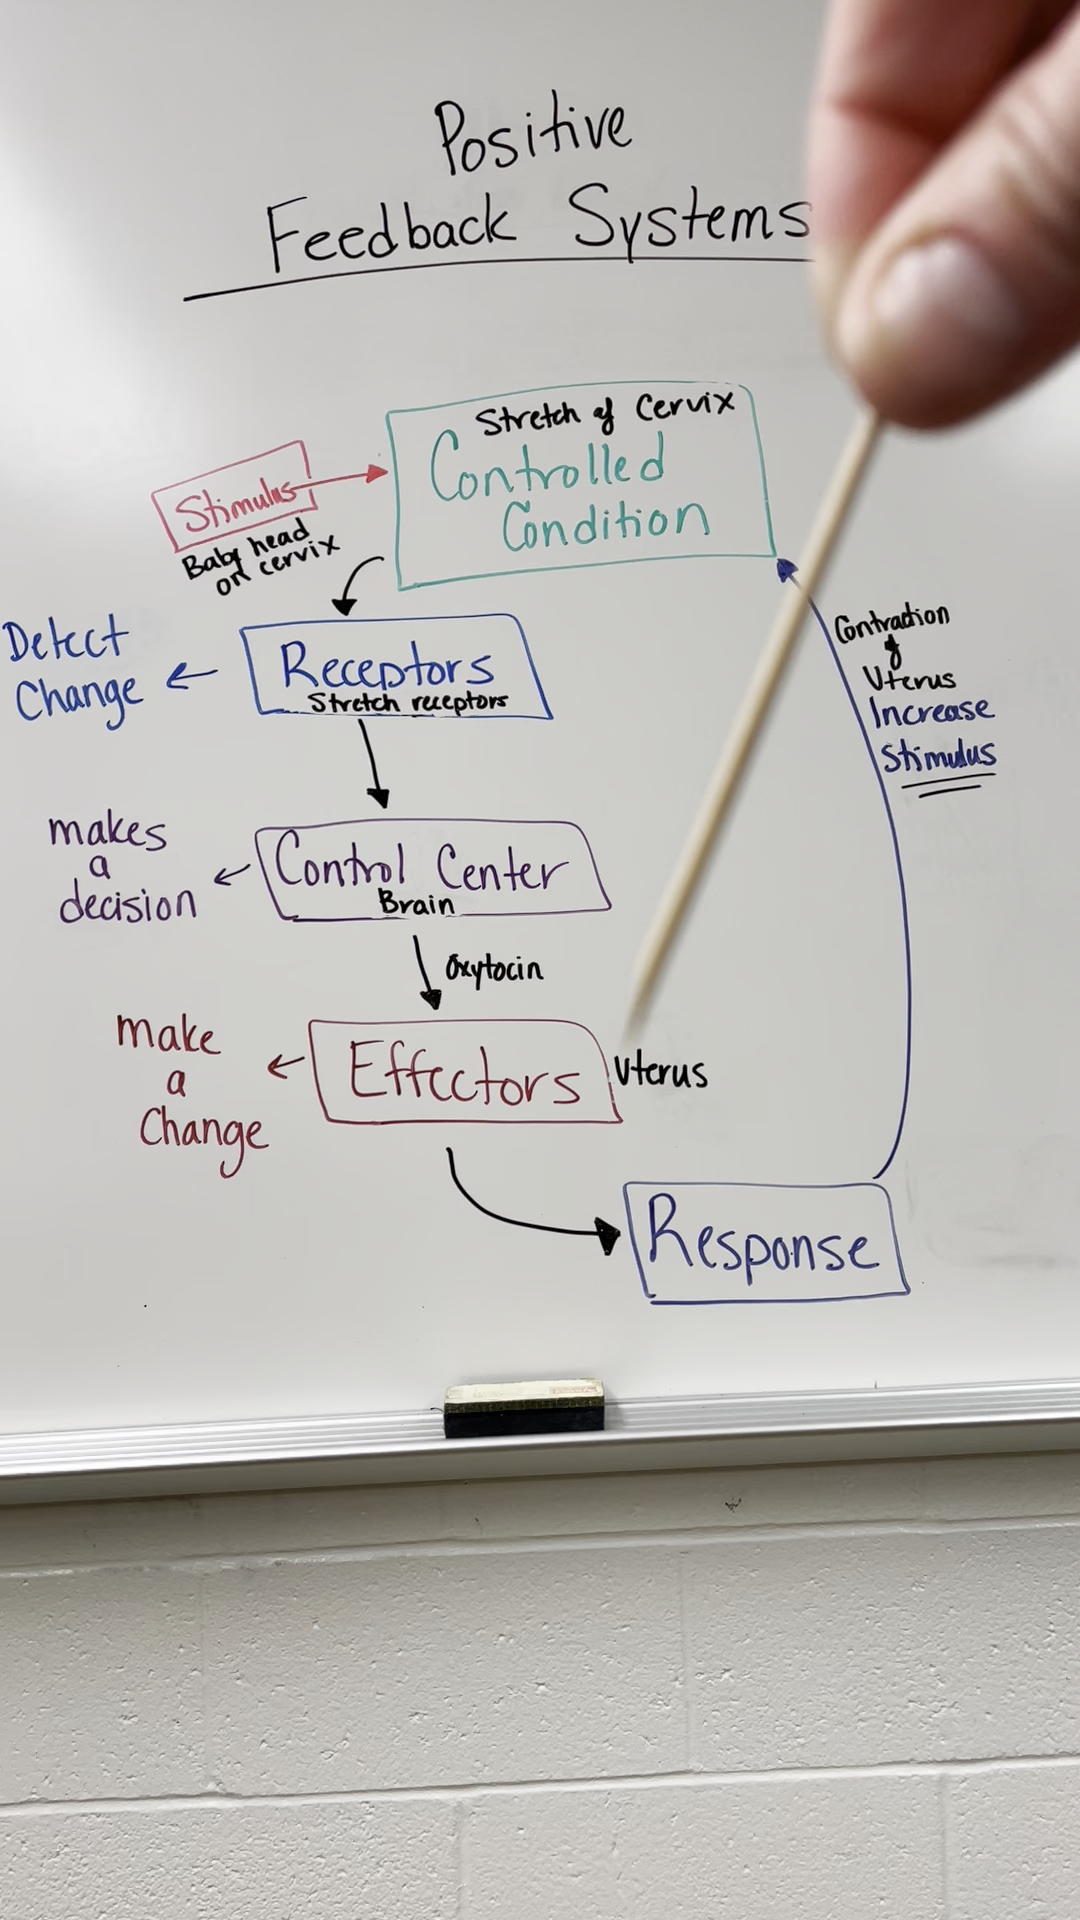 Positive
Feedback Systems
Stretch of Cervix
Controlled
Condition
Stimulus
Baby head
on cervix
Detect
Change
Receptors
Stretch receptors
Contraction
of
Uterus
Increase
Stimulus
makes
a
decision
Control Center
Brain
Oxytocin
make
a
Change
Effectors
Uterus
Response